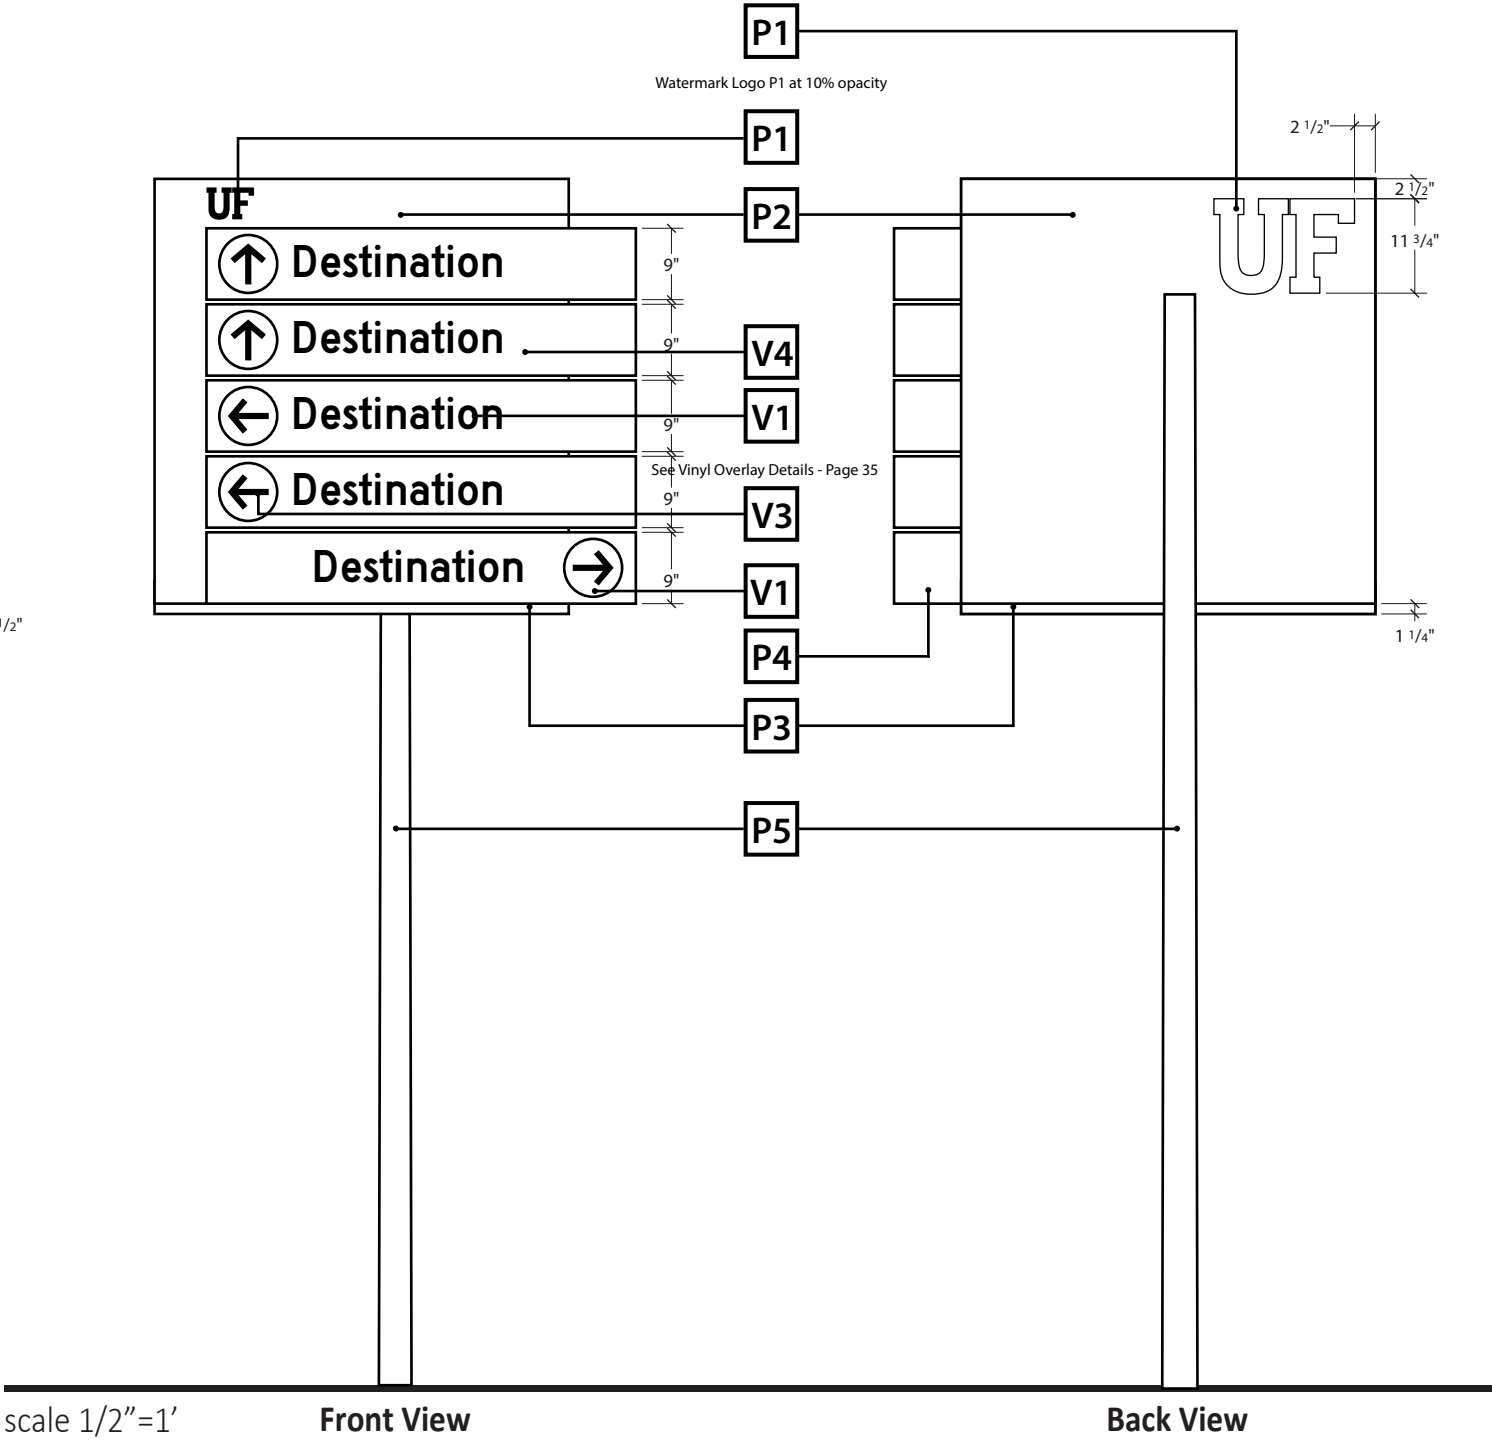 P1
Watermark Logo P1 at 10% opacity
P1
2 1/2"
UF
P2
2 1/2"
UF
11 3/4"
Destination
9"
Destination
9"
V4
Destination
9"
V1
See Vinyl Overlay Details - Page 35
Destination
9"
V3
Destination
9"
V1
1/2"
1 1/4"
P4
P3
P5
scale 1/2”=1’
Front View
Back View